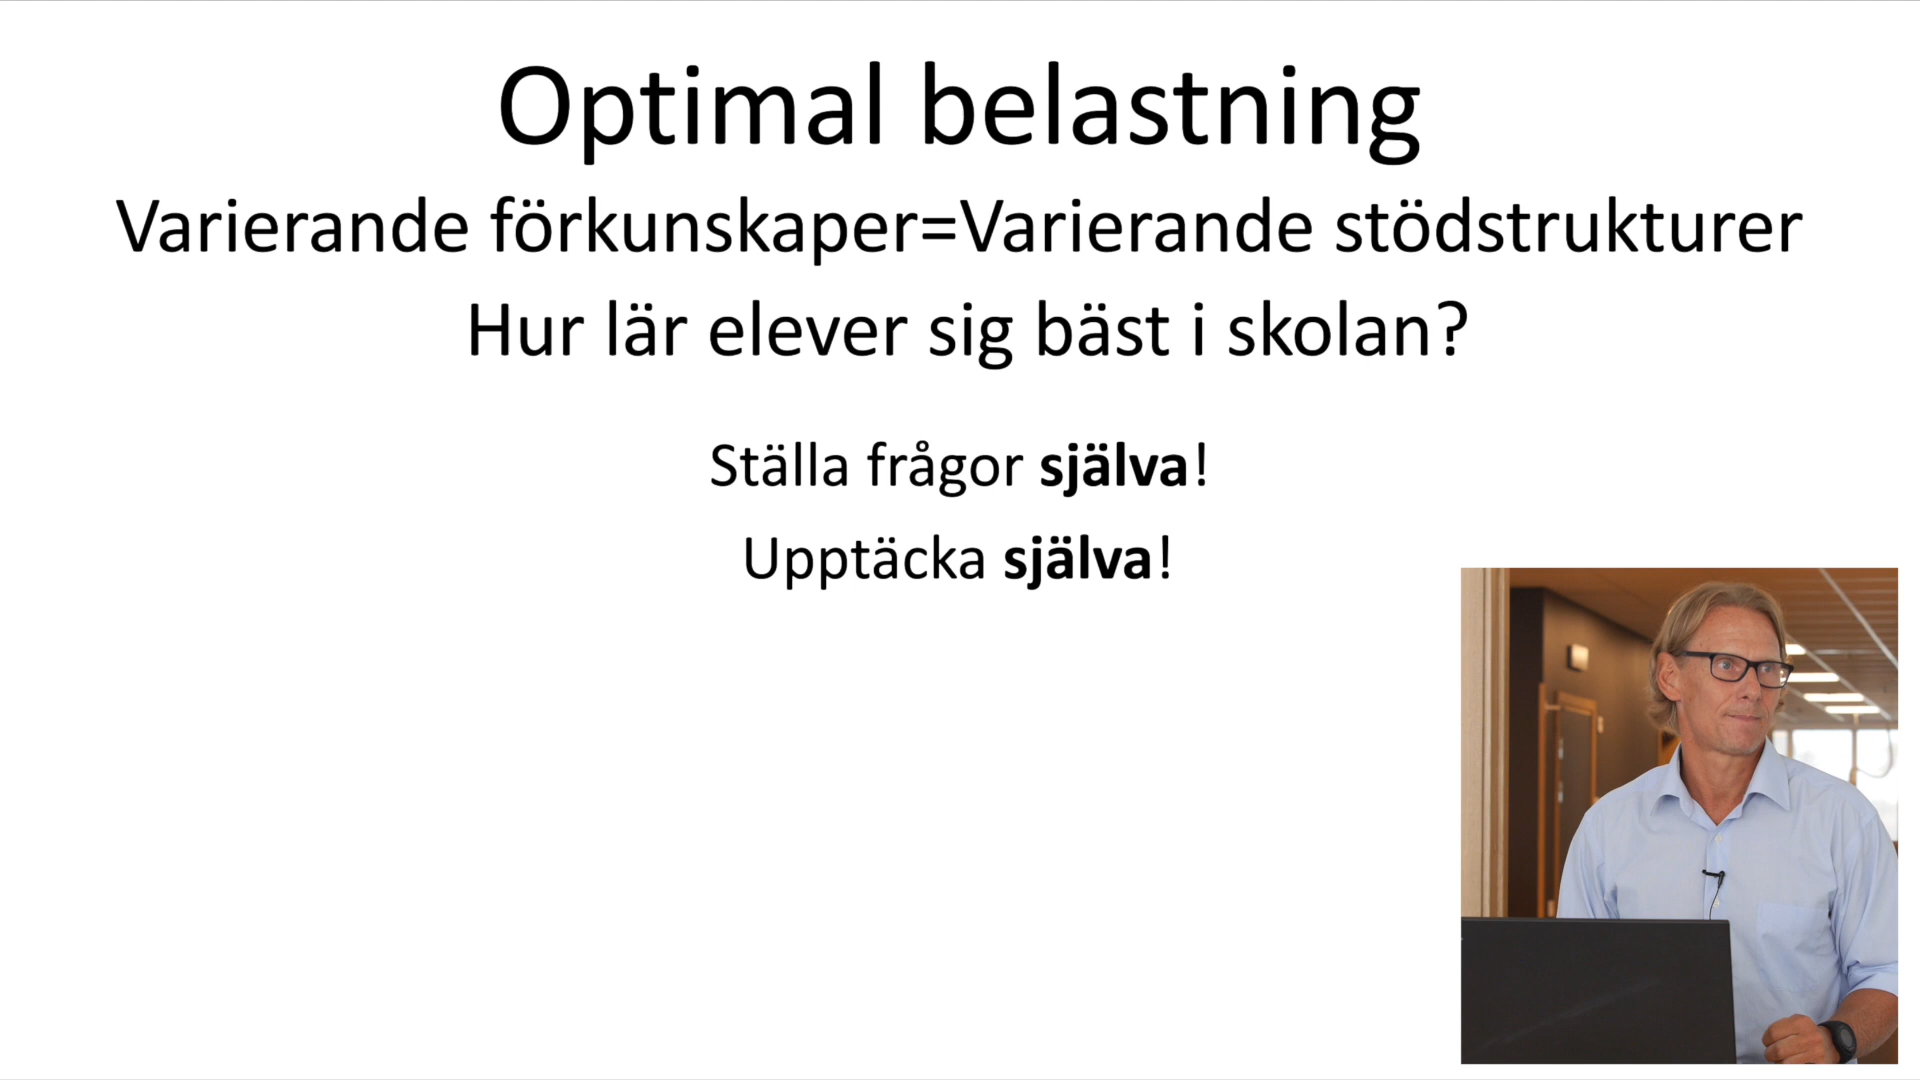 Optimal belastning
Varierande förkunskaper=Varierande stödstrukturer
Hur lär elever sig bäst i skolan?
Ställa frågor själva!
Upptäcka själva!